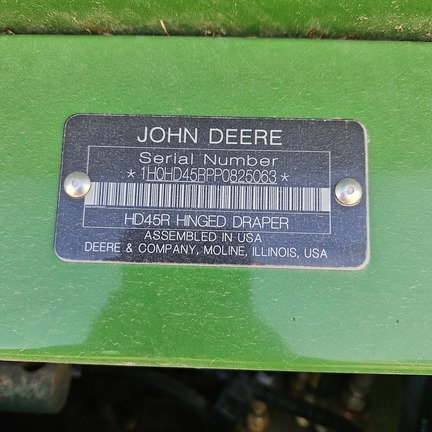 JOHN DEERE
Serial Number
*1H0HD45RPP0825063*
HD45R HINGED DRAPER
ASSEMBLED IN USA
DEERE & COMPANY, MOLINE, ILLINOIS, USA